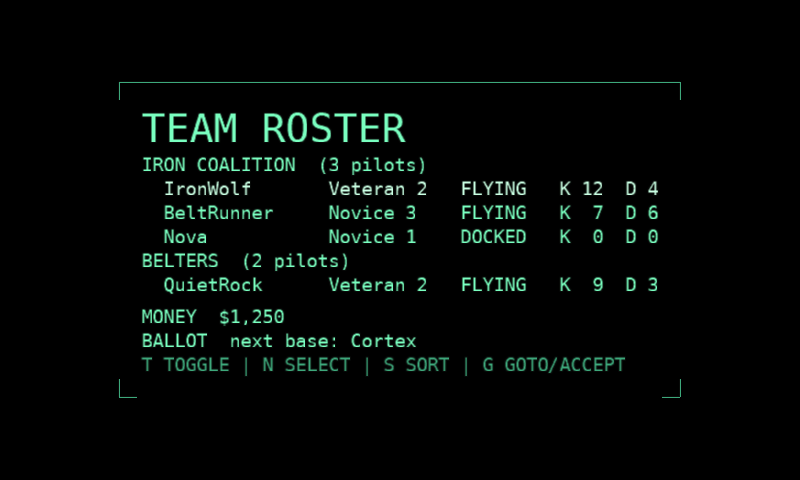 TEAM ROSTER
IRON COALITION  (3 pilots)
IronWolf  Veteran 2  FLYING  K 12  D 4
BeltRunner  Novice 3  FLYING  K  7  D 6
Nova  Novice 1  DOCKED  K  0  D 0
BELTERS  (2 pilots)
QuietRock  Veteran 2  FLYING  K  9  D 3
MONEY  $1,250
BALLOT  next base: Cortex
T TOGGLE | N SELECT | S SORT | G GOTO/ACCEPT